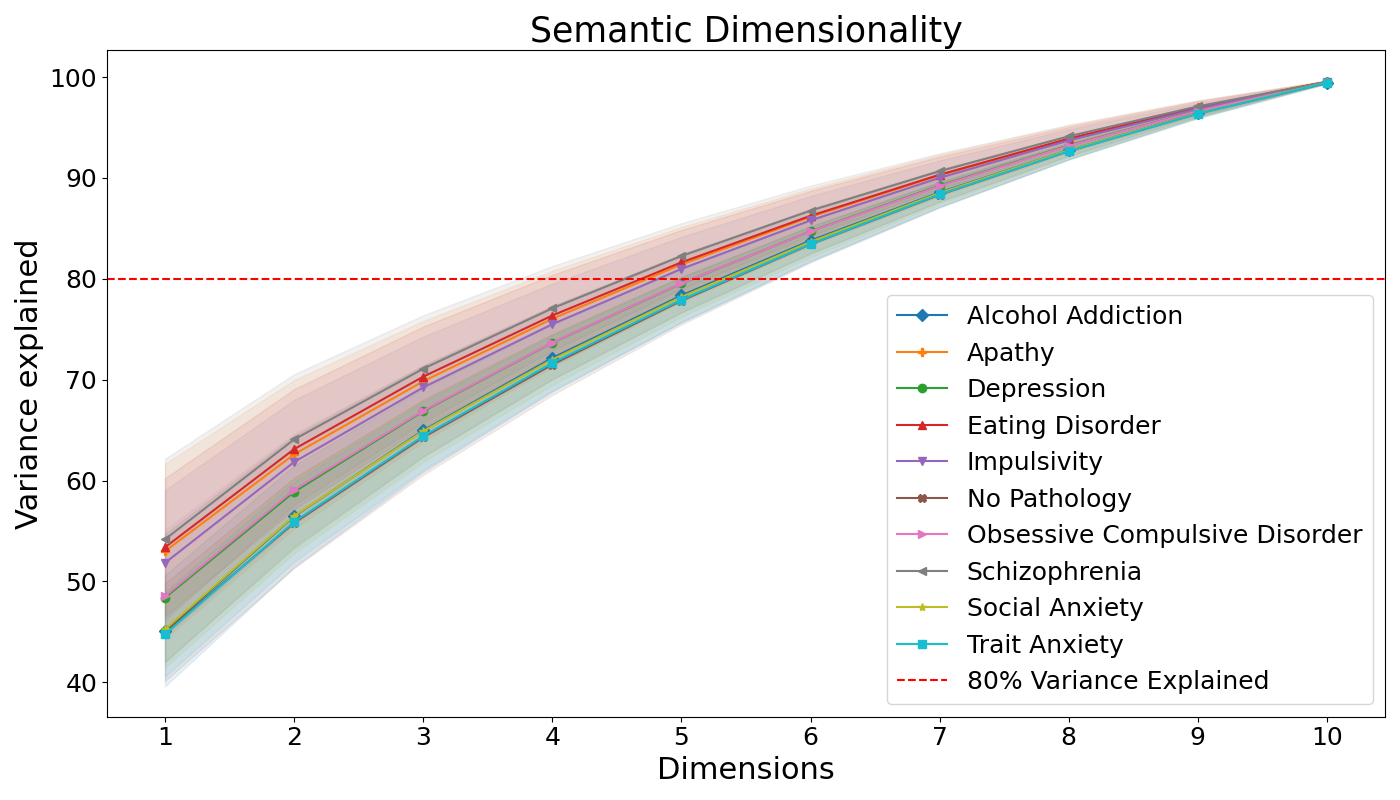 Semantic Dimensionality
100
90
80
70
60
50
40
Variance explained
Alcohol Addiction
Apathy
Depression
Eating Disorder
Impulsivity
No Pathology
Obsessive Compulsive Disorder
Schizophrenia
Social Anxiety
Trait Anxiety
80% Variance Explained
1 2 3 4 5 6 7 8 9 10
Dimensions